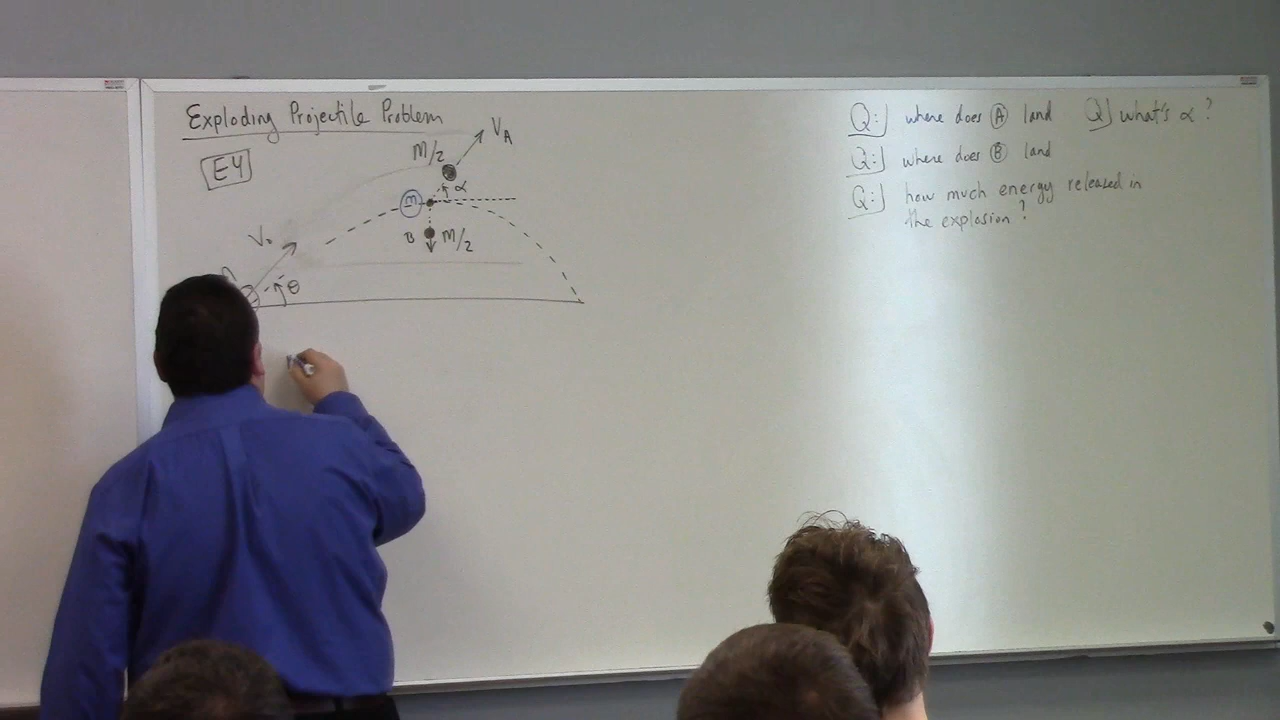 Exploding Projectile Problem
E4
M/2
V_A
α
m
B
M/2
V₀
θ
Q: where does A land
Q what's α?
Q: where does B land
Q: how much energy released in
the explosion?